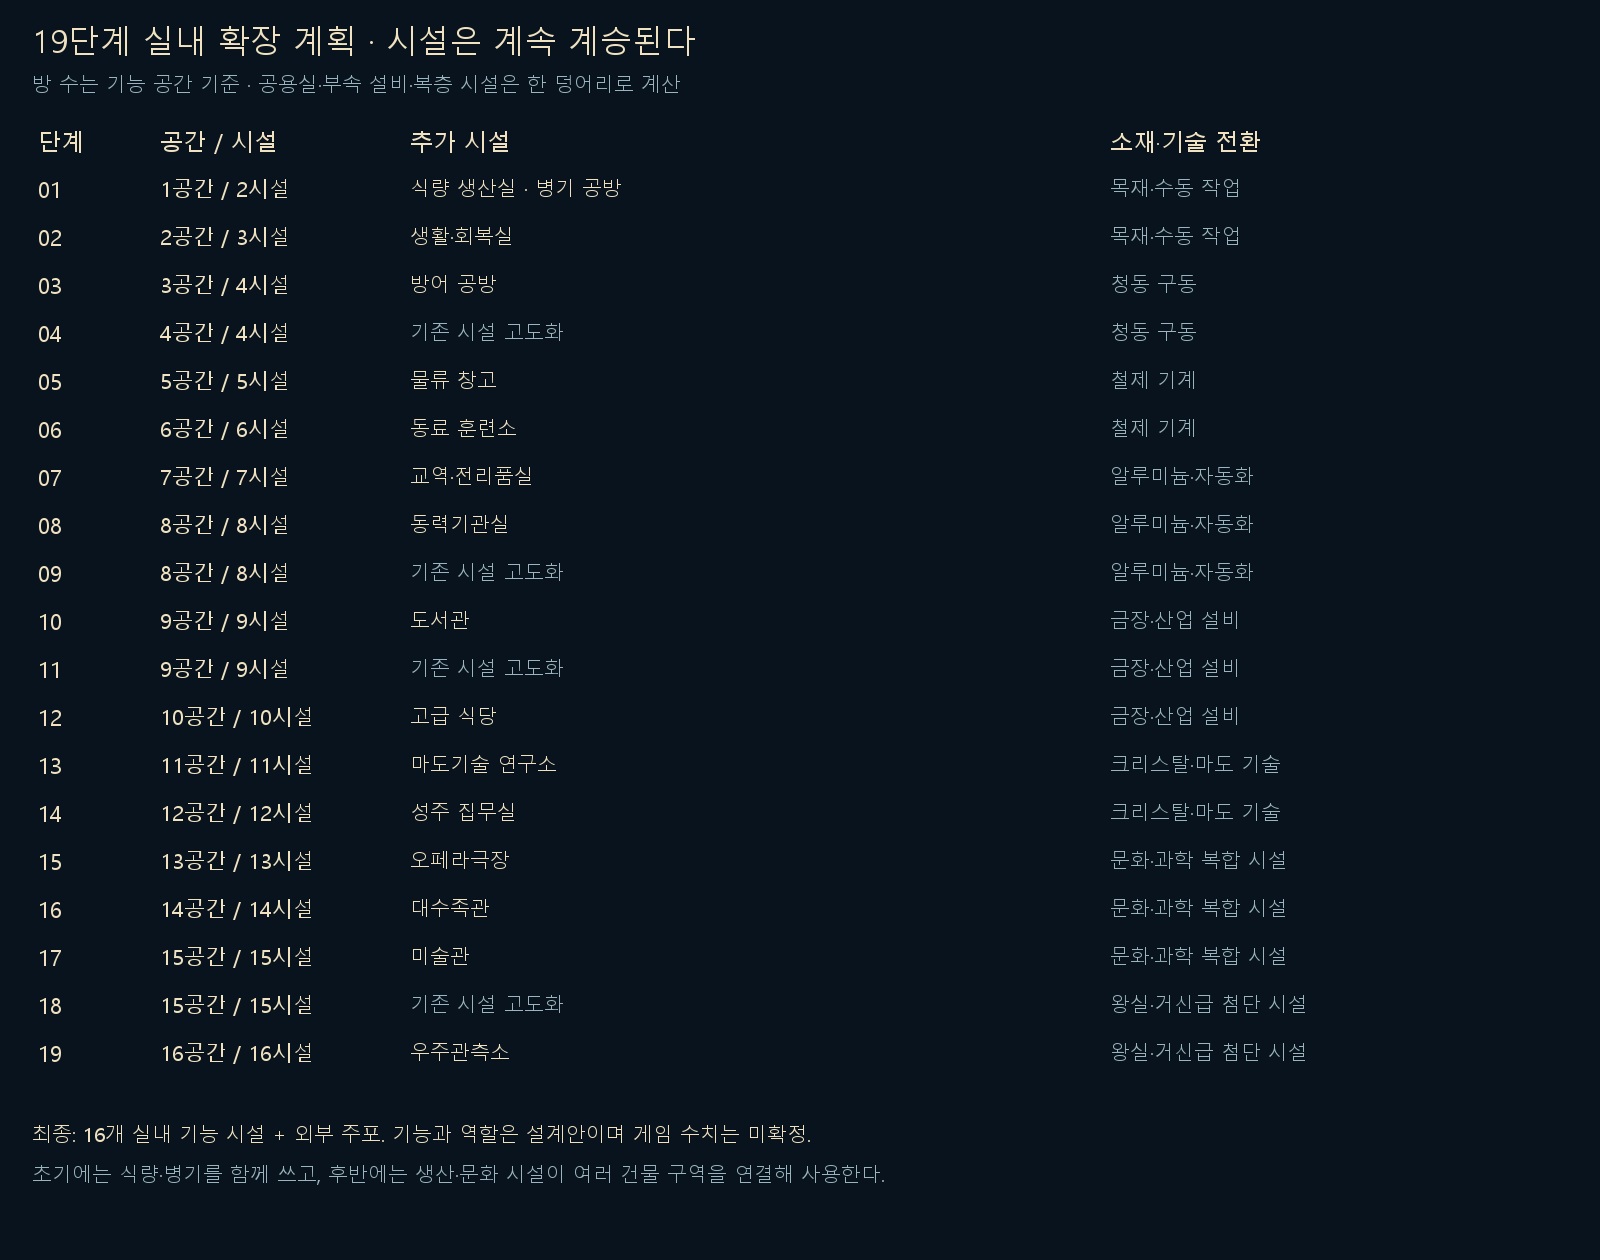 19단계 실내 확장 계획 · 시설은 계속 계승된다
방 수는 기능 공간 기준 · 공용실·부속 설비·복층 시설은 한 덩어리로 계산
단계 공간 / 시설 추가 시설 소재·기술 전환
01 1공간 / 2시설 식량 생산실 · 병기 공방 목재·수동 작업
02 2공간 / 3시설 생활·회복실 목재·수동 작업
03 3공간 / 4시설 방어 공방 청동 구동
04 4공간 / 4시설 기존 시설 고도화 청동 구동
05 5공간 / 5시설 물류 창고 철제 기계
06 6공간 / 6시설 동료 훈련소 철제 기계
07 7공간 / 7시설 교역·전리품실 알루미늄·자동화
08 8공간 / 8시설 동력기관실 알루미늄·자동화
09 8공간 / 8시설 기존 시설 고도화 알루미늄·자동화
10 9공간 / 9시설 도서관 금장·산업 설비
11 9공간 / 9시설 기존 시설 고도화 금장·산업 설비
12 10공간 / 10시설 고급 식당 금장·산업 설비
13 11공간 / 11시설 마도기술 연구소 크리스탈·마도 기술
14 12공간 / 12시설 성주 집무실 크리스탈·마도 기술
15 13공간 / 13시설 오페라극장 문화·과학 복합 시설
16 14공간 / 14시설 대수족관 문화·과학 복합 시설
17 15공간 / 15시설 미술관 문화·과학 복합 시설
18 15공간 / 15시설 기존 시설 고도화 왕실·거신급 첨단 시설
19 16공간 / 16시설 우주관측소 왕실·거신급 첨단 시설
최종: 16개 실내 기능 시설 + 외부 주포. 기능과 역할은 설계안이며 게임 수치는 미확정.
초기에는 식량·병기를 함께 쓰고, 후반에는 생산·문화 시설이 여러 건물 구역을 연결해 사용한다.